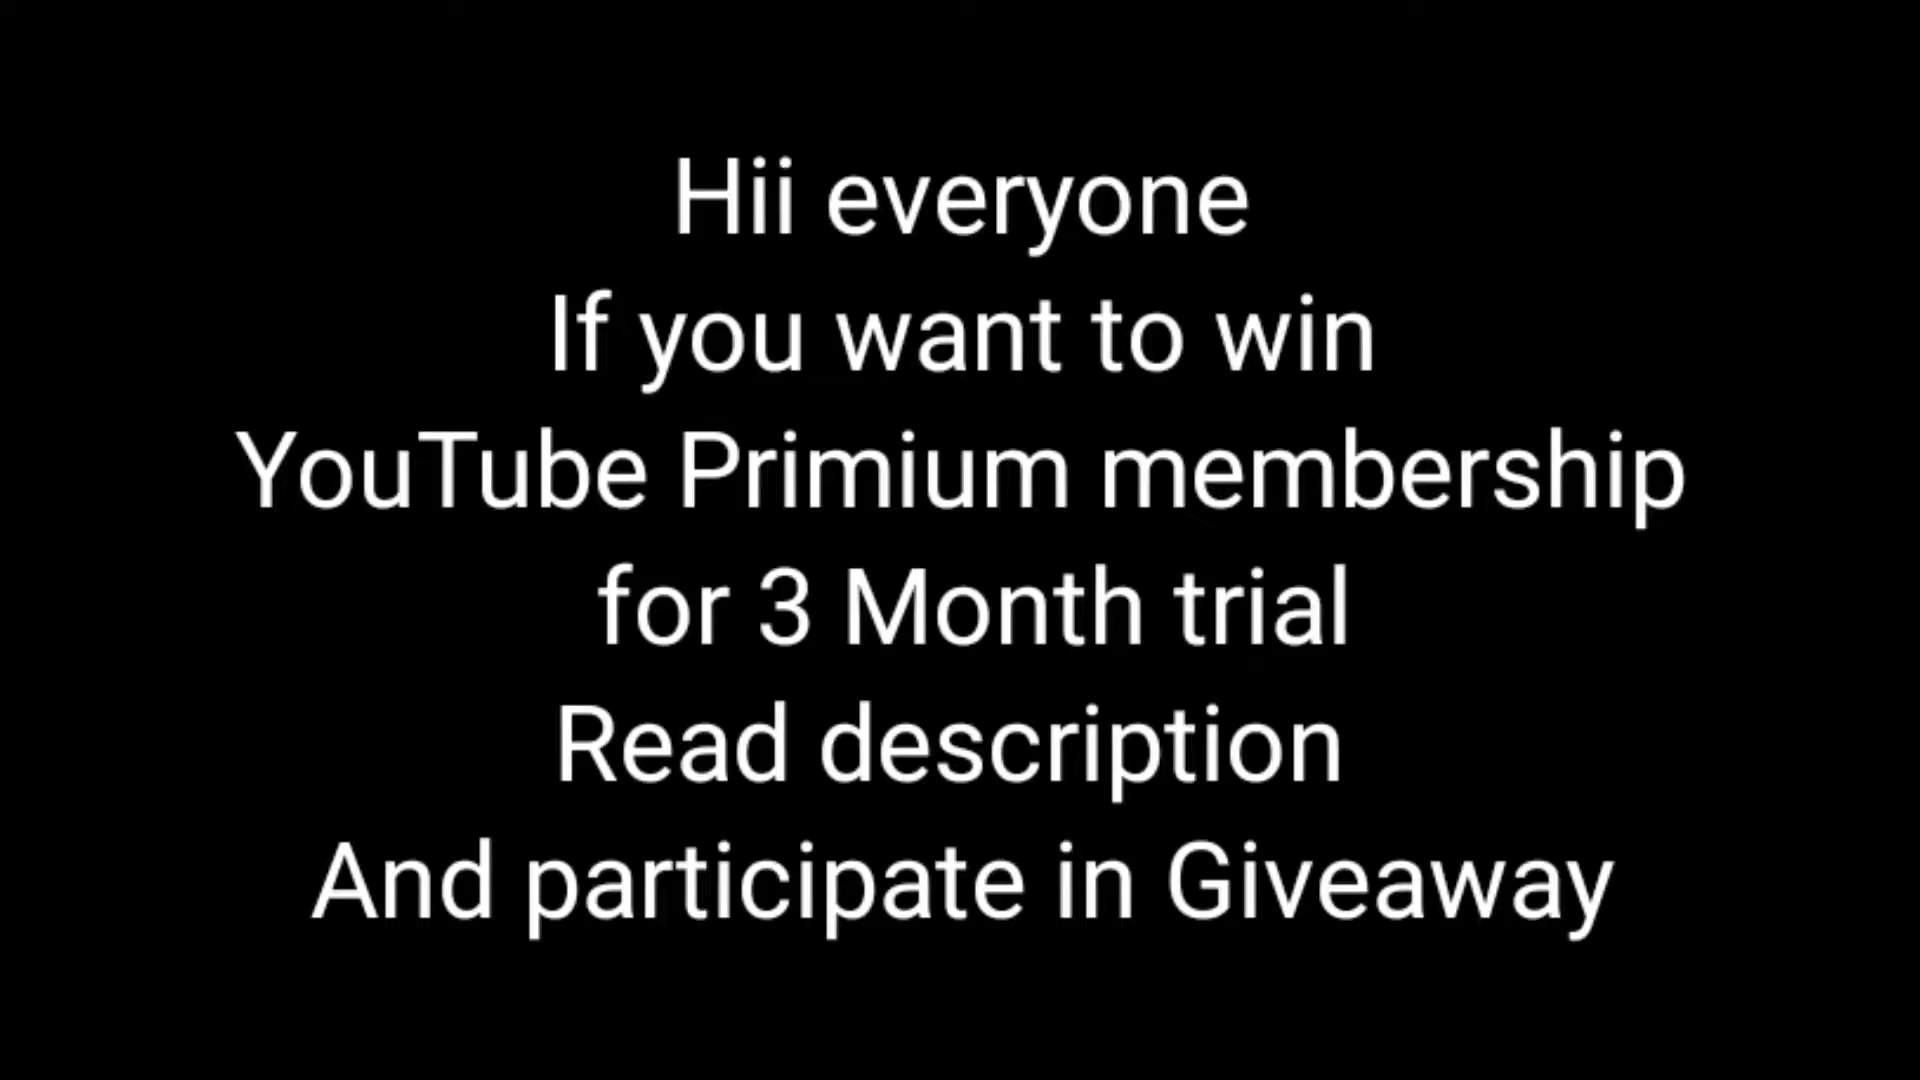 Hii everyone
If you want to win
YouTube Primium membership
for 3 Month trial
Read description
And participate in Giveaway